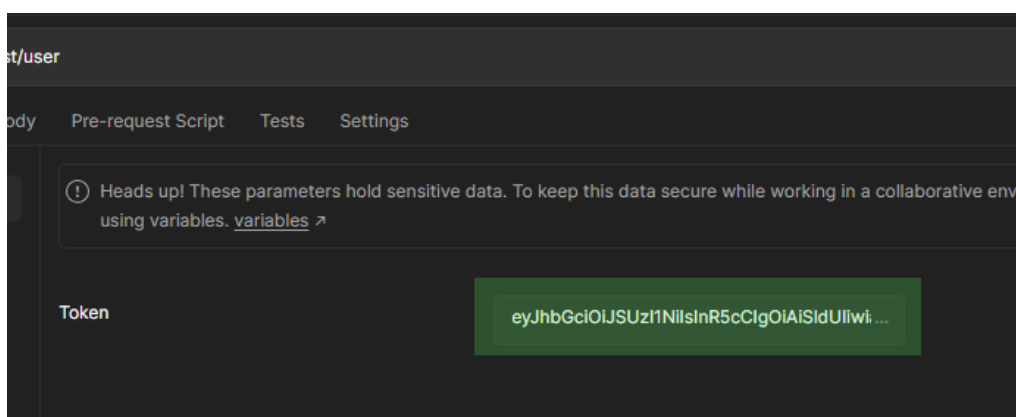 st/user
ody Pre-request Script Tests Settings
Heads up! These parameters hold sensitive data. To keep this data secure while working in a collaborative env
using variables. variables ↗
Token eyJhbGciOiJSUzI1NiIsInR5cCIgOiAiSldUIiwi...